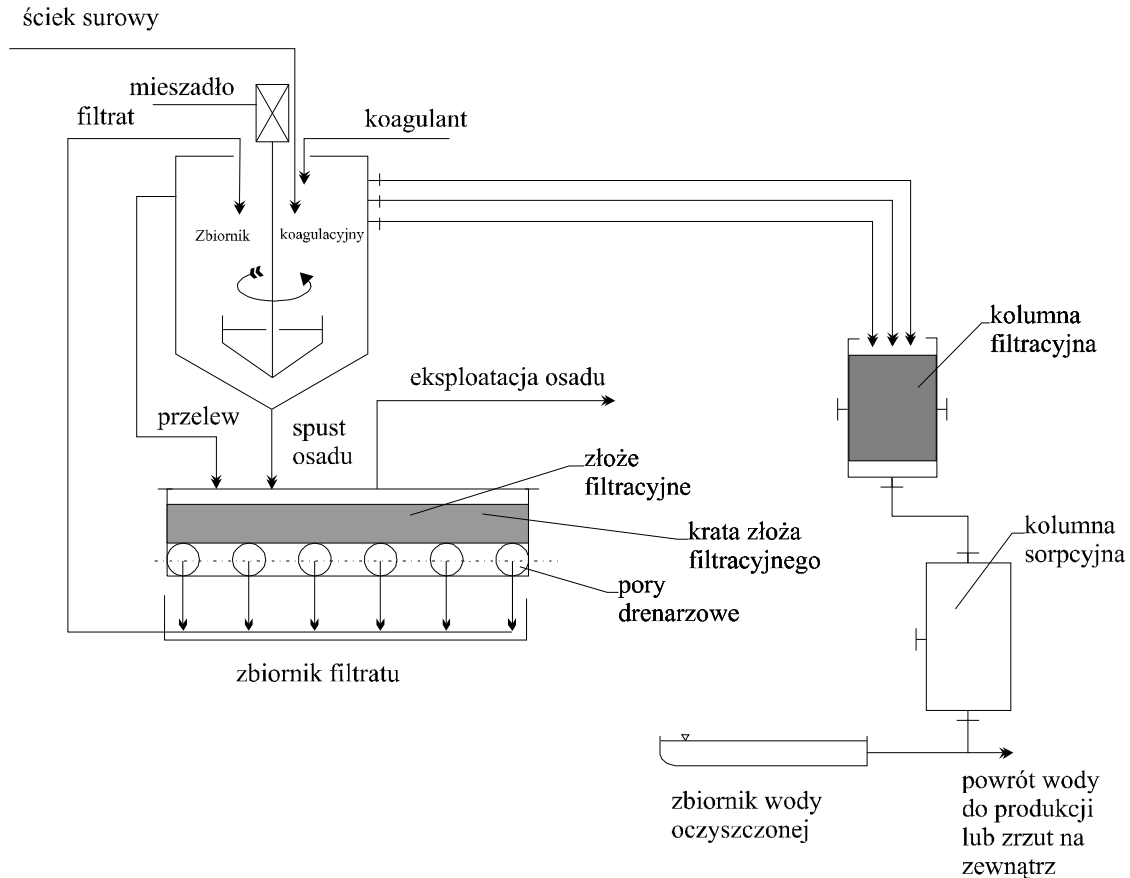 ściek surowy
mieszadło
filtrat
koagulant
Zbiornik
koagulacyjny
kolumna
filtracyjna
eksploatacja osadu
przelew
spust
osadu
złoże
filtracyjne
krata złoża
filtracyjnego
kolumna
sorpcyjna
pory
drenarzowe
zbiornik filtratu
zbiornik wody
oczyszczonej
powrót wody
do produkcji
lub zrzut na
zewnątrz